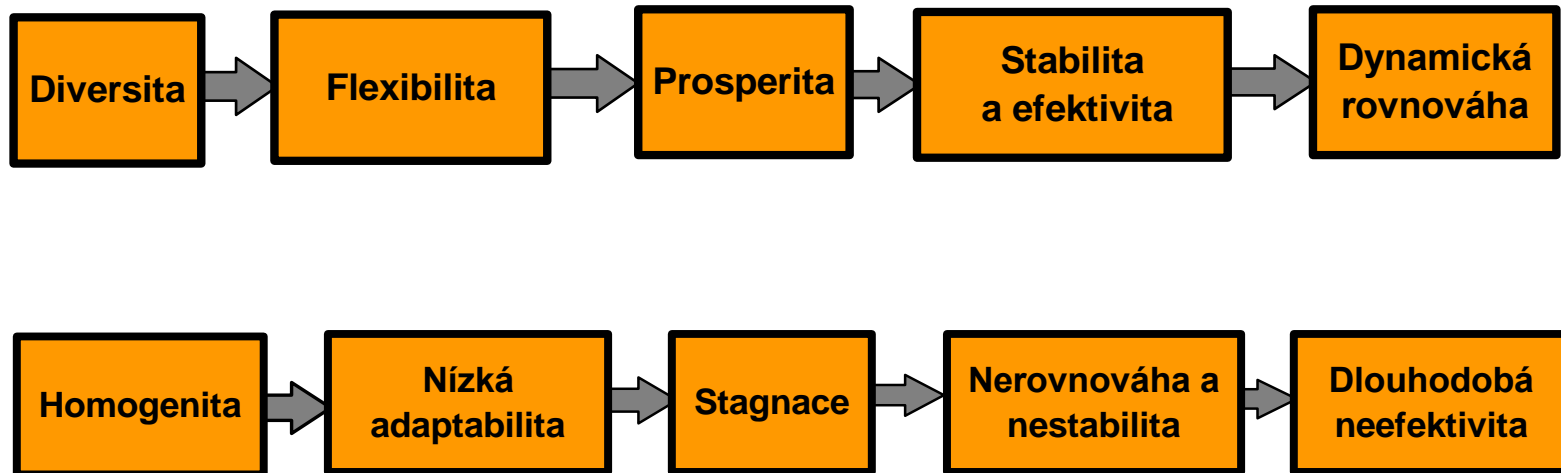 Diversita
Flexibilita
Prosperita
Stabilita
a efektivita
Dynamická
rovnováha
Homogenita
Nízká
adaptabilita
Stagnace
Nerovnováha a
nestabilita
Dlouhodobá
neefektivita